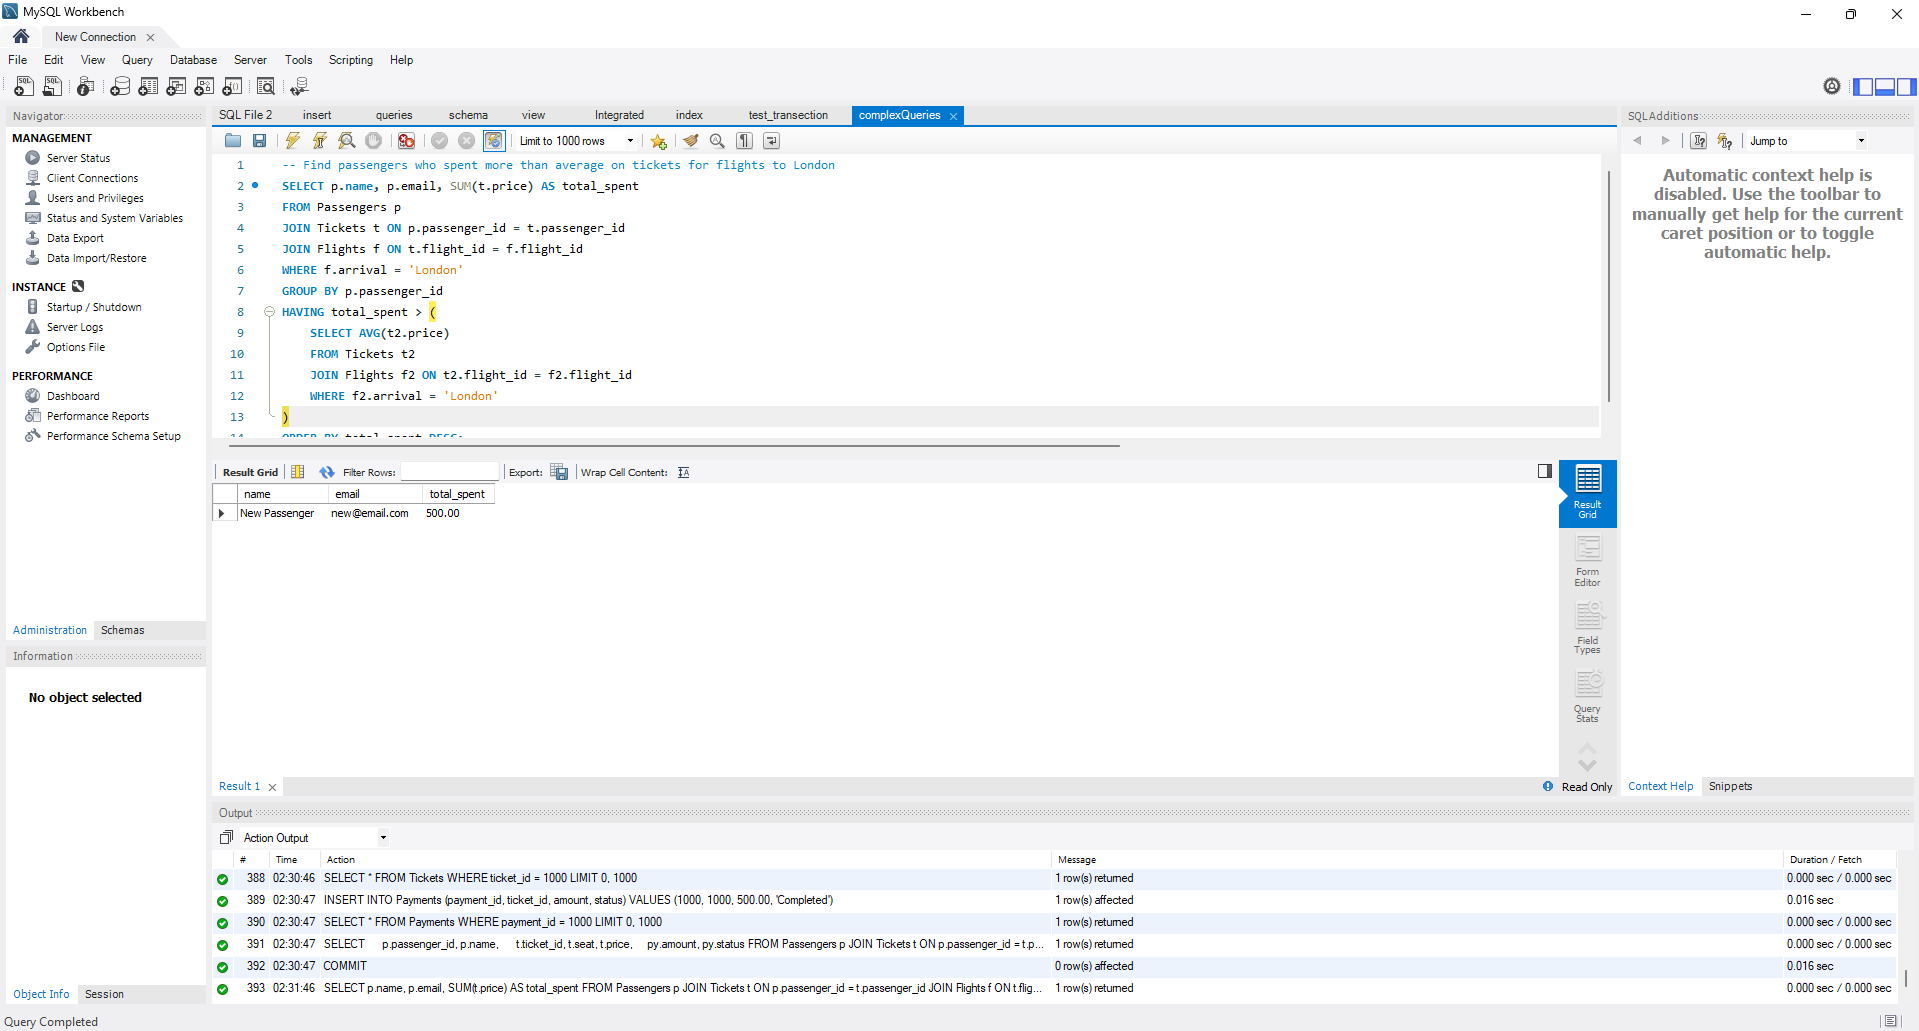 MySQL Workbench
New Connection
File Edit View Query Database Server Tools Scripting Help
Navigator
MANAGEMENT
Server Status
Client Connections
Users and Privileges
Status and System Variables
Data Export
Data Import/Restore
INSTANCE
Startup / Shutdown
Server Logs
Options File
PERFORMANCE
Dashboard
Performance Reports
Performance Schema Setup
Administration Schemas
Information
No object selected
Object Info Session
SQL File 2 insert queries schema view Integrated index test_transection complexQueries
Limit to 1000 rows
1 -- Find passengers who spent more than average on tickets for flights to London
2 SELECT p.name, p.email, SUM(t.price) AS total_spent
3 FROM Passengers p
4 JOIN Tickets t ON p.passenger_id = t.passenger_id
5 JOIN Flights f ON t.flight_id = f.flight_id
6 WHERE f.arrival = 'London'
7 GROUP BY p.passenger_id
8 HAVING total_spent > (
9 SELECT AVG(t2.price)
10 FROM Tickets t2
11 JOIN Flights f2 ON t2.flight_id = f2.flight_id
12 WHERE f2.arrival = 'London'
13 )
14 ORDER BY total_spent DESC;
Result Grid Filter Rows: Export: Wrap Cell Content:
name email total_spent
New Passenger new@email.com 500.00
Result Grid
Form Editor
Field Types
Query Stats
Result 1
Read Only
SQLAdditions
Jump to
Automatic context help is
disabled. Use the toolbar to
manually get help for the current
caret position or to toggle
automatic help.
Context Help Snippets
Output
Action Output
# Time Action Message Duration / Fetch
388 02:30:46 SELECT * FROM Tickets WHERE ticket_id = 1000 LIMIT 0, 1000 1 row(s) returned 0.000 sec / 0.000 sec
389 02:30:47 INSERT INTO Payments (payment_id, ticket_id, amount, status) VALUES (1000, 1000, 500.00, 'Completed') 1 row(s) affected 0.016 sec
390 02:30:47 SELECT * FROM Payments WHERE payment_id = 1000 LIMIT 0, 1000 1 row(s) returned 0.000 sec / 0.000 sec
391 02:30:47 SELECT p.passenger_id, p.name, t.ticket_id, t.seat, t.price, py.amount, py.status FROM Passengers p JOIN Tickets t ON p.passenger_id = t.p... 1 row(s) returned 0.000 sec / 0.000 sec
392 02:30:47 COMMIT 0 row(s) affected 0.016 sec
393 02:31:46 SELECT p.name, p.email, SUM(t.price) AS total_spent FROM Passengers p JOIN Tickets t ON p.passenger_id = t.passenger_id JOIN Flights f ON t.flig... 1 row(s) returned 0.000 sec / 0.000 sec
Query Completed